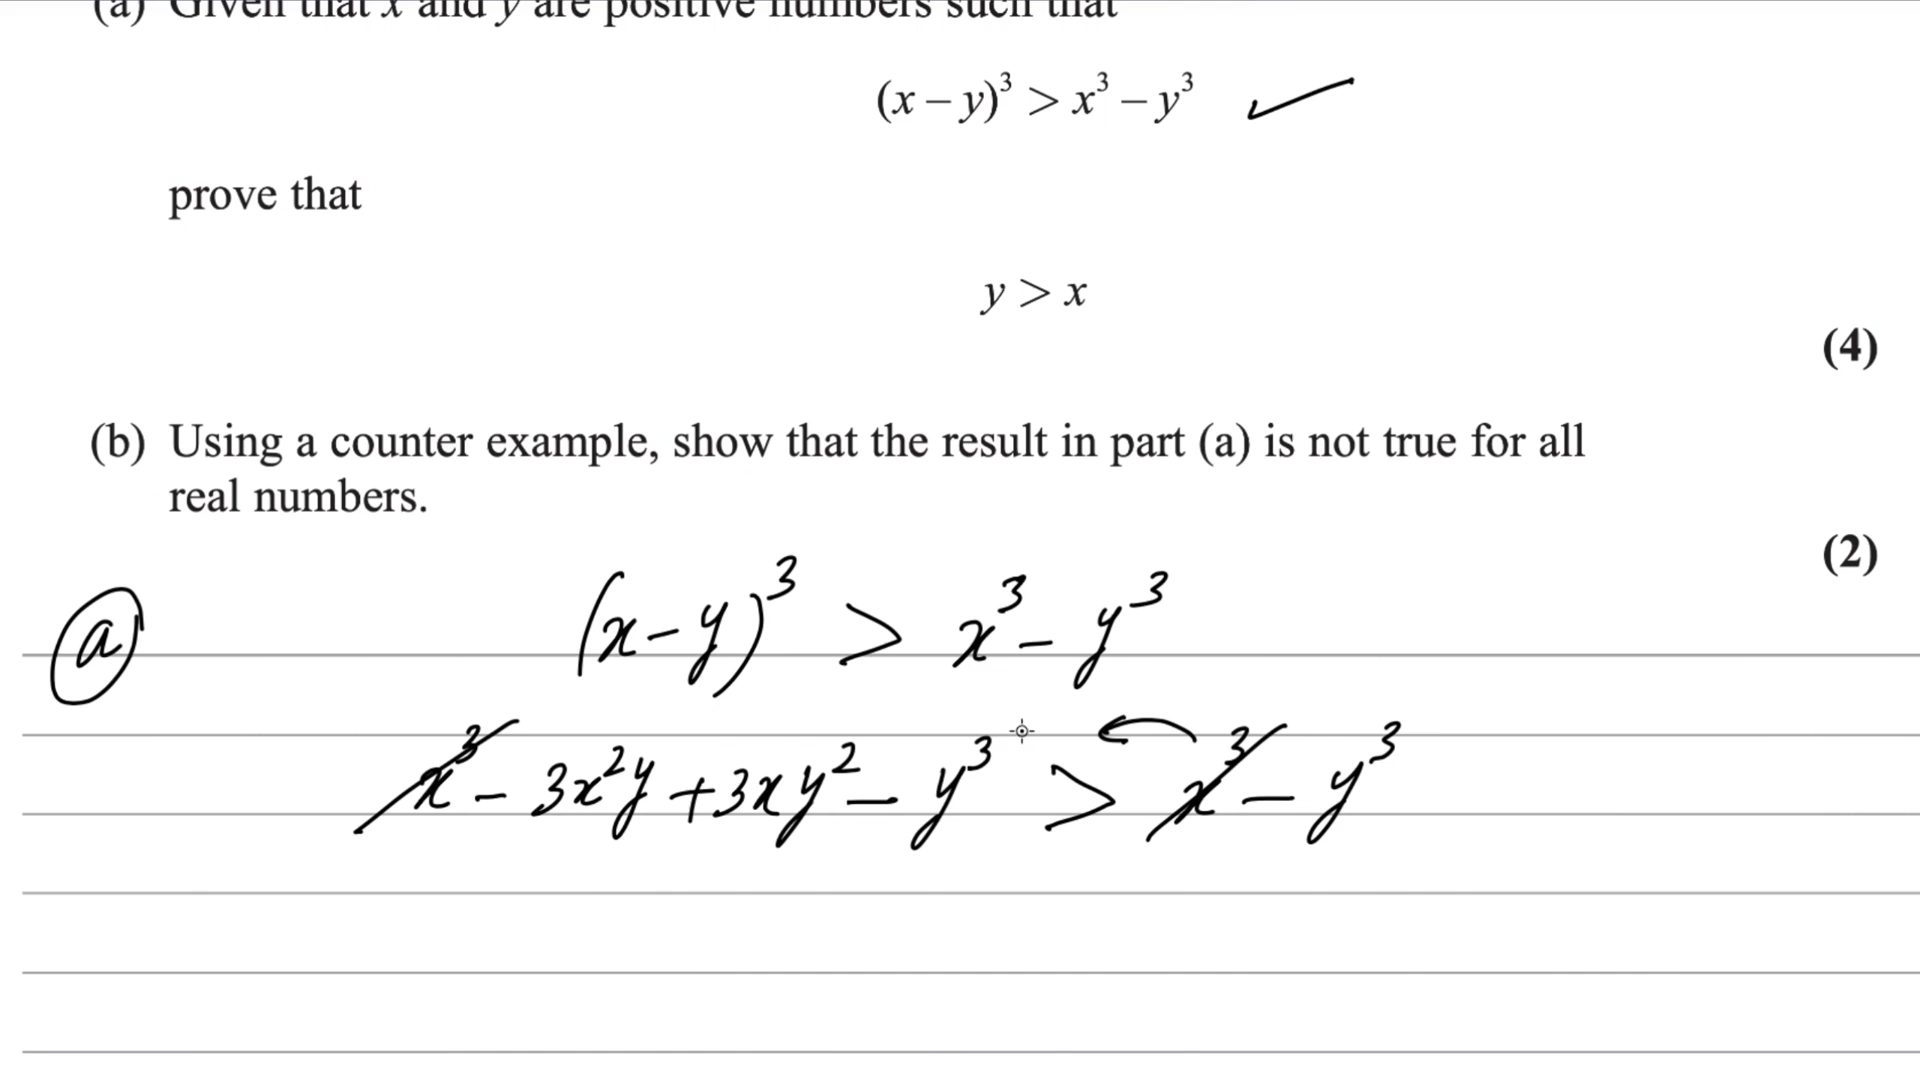 (a) Given that x and y are positive numbers such that
(x − y)³ > x³ − y³
prove that
y > x
(4)
(b) Using a counter example, show that the result in part (a) is not true for all
real numbers.
(2)
a (x-y)³ > x³ - y³
x³ - 3x²y + 3xy² - y³ > x³ - y³